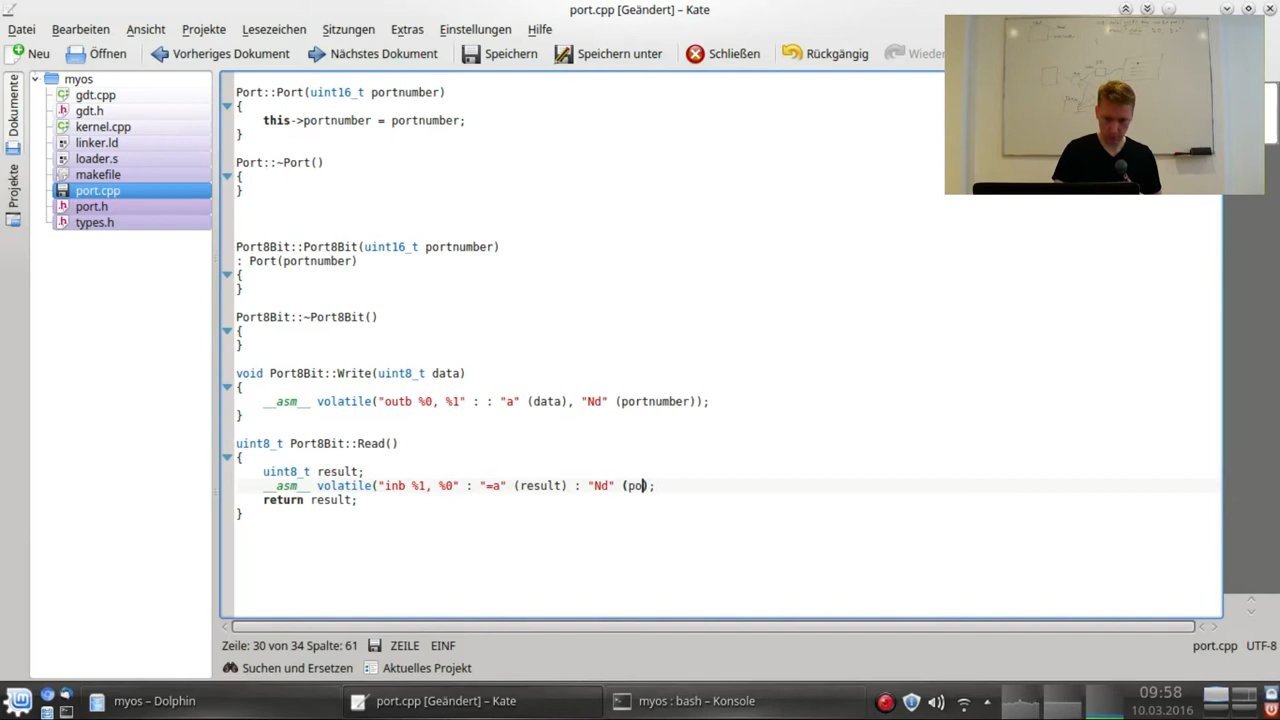 port.cpp [Geändert] – Kate
Datei Bearbeiten Ansicht Projekte Lesezeichen Sitzungen Extras Einstellungen Hilfe
Neu Öffnen Vorheriges Dokument Nächstes Dokument Speichern Speichern unter Schließen Rückgängig Wieder
Dokumente
Projekte
myos
gdt.cpp
gdt.h
kernel.cpp
linker.ld
loader.s
makefile
port.cpp
port.h
types.h
Port::Port(uint16_t portnumber)
{
this->portnumber = portnumber;
}
Port::~Port()
{
}
Port8Bit::Port8Bit(uint16_t portnumber)
: Port(portnumber)
{
}
Port8Bit::~Port8Bit()
{
}
void Port8Bit::Write(uint8_t data)
{
__asm__ volatile("outb %0, %1" : : "a" (data), "Nd" (portnumber));
}
uint8_t Port8Bit::Read()
{
uint8_t result;
__asm__ volatile("inb %1, %0" : "=a" (result) : "Nd" (po);
return result;
}
Zeile: 30 von 34 Spalte: 61 ZEILE EINF port.cpp UTF-8
Suchen und Ersetzen Aktuelles Projekt
myos – Dolphin port.cpp [Geändert] – Kate myos : bash – Konsole 09:58
10.03.2016